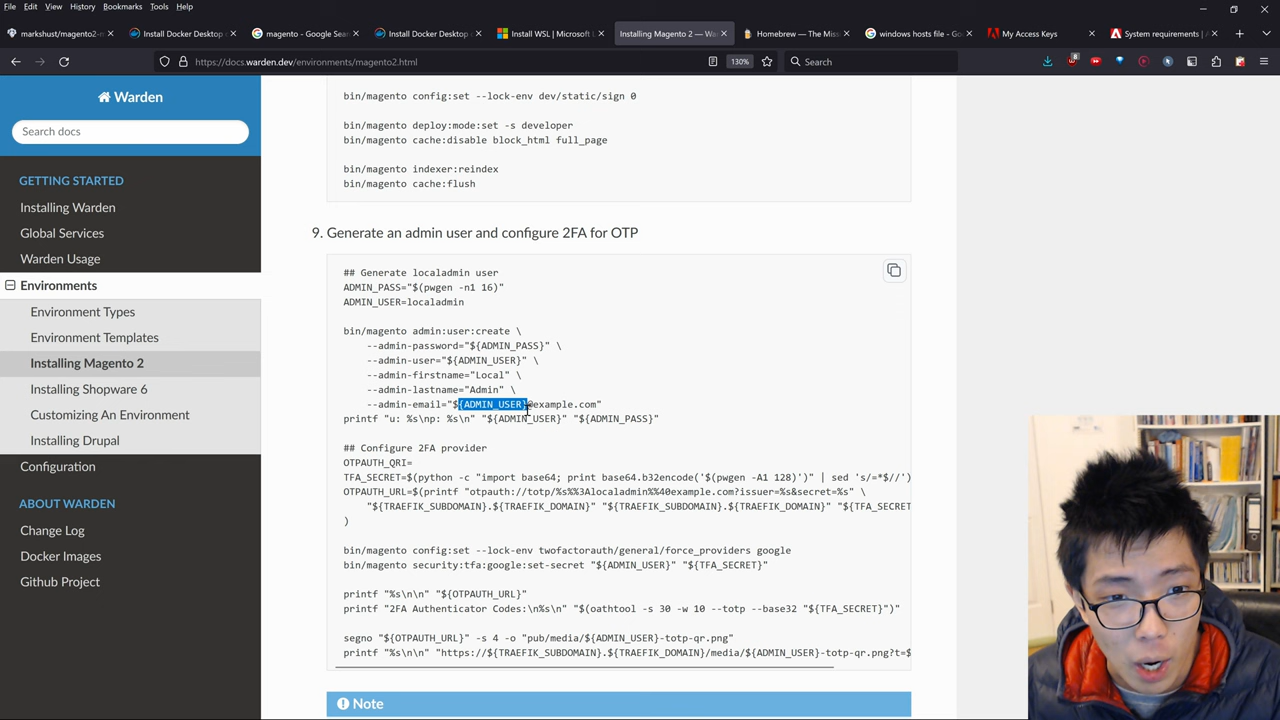 File Edit View History Bookmarks Tools Help
markshust/magento2-m
Install Docker Desktop o
magento - Google Sear
Install Docker Desktop o
Install WSL | Microsoft L
Installing Magento 2 — Wa
Homebrew — The Missi
windows hosts file - Goo
My Access Keys
System requirements | A
https://docs.warden.dev/environments/magento2.html
130%
Search
8
Warden
Search docs
GETTING STARTED
Installing Warden
Global Services
Warden Usage
Environments
Environment Types
Environment Templates
Installing Magento 2
Installing Shopware 6
Customizing An Environment
Installing Drupal
Configuration
ABOUT WARDEN
Change Log
Docker Images
Github Project
bin/magento config:set --lock-env dev/static/sign 0
bin/magento deploy:mode:set -s developer
bin/magento cache:disable block_html full_page
bin/magento indexer:reindex
bin/magento cache:flush
9. Generate an admin user and configure 2FA for OTP
## Generate localadmin user
ADMIN_PASS="$(pwgen -n1 16)"
ADMIN_USER=localadmin
bin/magento admin:user:create \
--admin-password="${ADMIN_PASS}" \
--admin-user="${ADMIN_USER}" \
--admin-firstname="Local" \
--admin-lastname="Admin" \
--admin-email="${ADMIN_USER}@example.com"
printf "u: %s\np: %s\n" "${ADMIN_USER}" "${ADMIN_PASS}"
## Configure 2FA provider
OTPAUTH_QRI=
TFA_SECRET=$(python -c "import base64; print base64.b32encode('$(pwgen -A1 128)')" | sed 's/=*$//')
OTPAUTH_URL=$(printf "otpauth://totp/%s%%3Alocaladmin%%40example.com?issuer=%s&secret=%s" \
"${TRAEFIK_SUBDOMAIN}.${TRAEFIK_DOMAIN}" "${TRAEFIK_SUBDOMAIN}.${TRAEFIK_DOMAIN}" "${TFA_SECRET
)
bin/magento config:set --lock-env twofactorauth/general/force_providers google
bin/magento security:tfa:google:set-secret "${ADMIN_USER}" "${TFA_SECRET}"
printf "%s\n\n" "${OTPAUTH_URL}"
printf "2FA Authenticator Codes:\n%s\n" "$(oathtool -s 30 -w 10 --totp --base32 "${TFA_SECRET}")"
segno "${OTPAUTH_URL}" -s 4 -o "pub/media/${ADMIN_USER}-totp-qr.png"
printf "%s\n\n" "https://${TRAEFIK_SUBDOMAIN}.${TRAEFIK_DOMAIN}/media/${ADMIN_USER}-totp-qr.png?t=$
Note